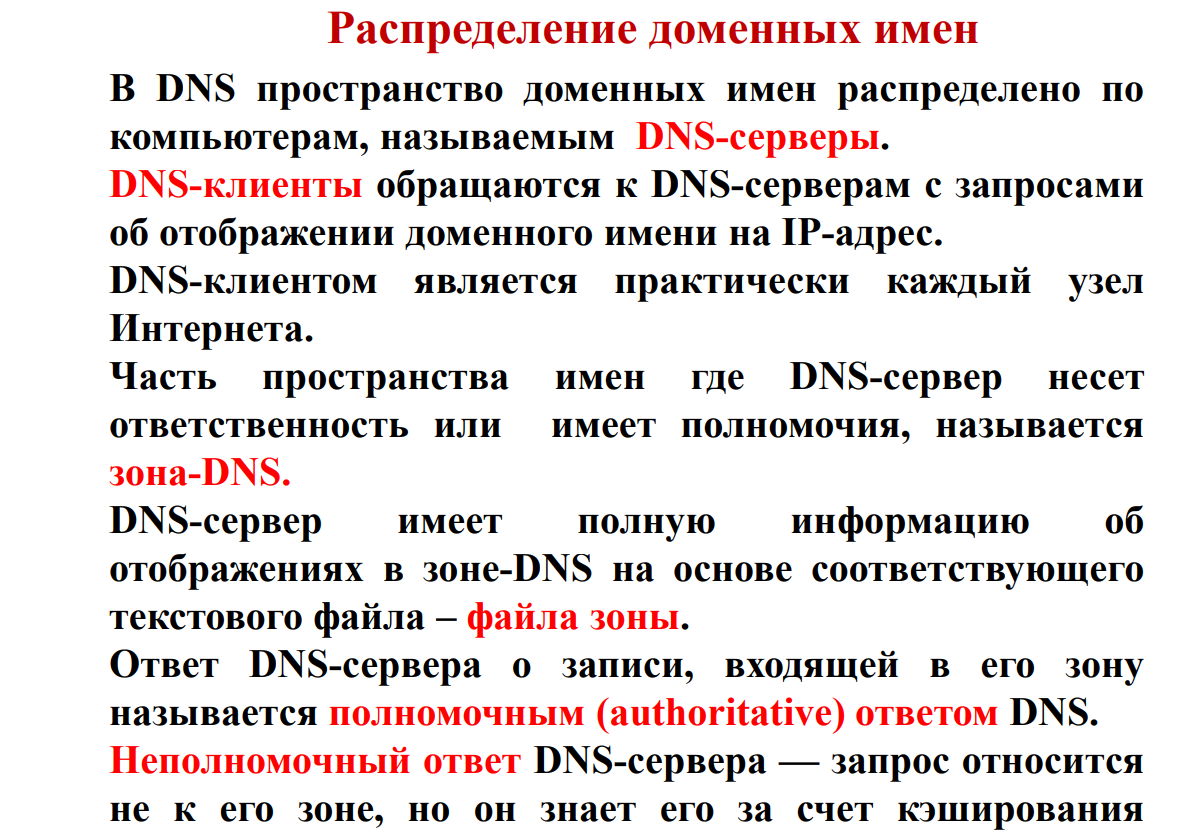 Распределение доменных имен
В DNS пространство доменных имен распределено по
компьютерам, называемым DNS-серверы.
DNS-клиенты обращаются к DNS-серверам с запросами
об отображении доменного имени на IP-адрес.
DNS-клиентом является практически каждый узел
Интернета.
Часть пространства имен где DNS-сервер несет
ответственность или имеет полномочия, называется
зона-DNS.
DNS-сервер имеет полную информацию об
отображениях в зоне-DNS на основе соответствующего
текстового файла – файла зоны.
Ответ DNS-сервера о записи, входящей в его зону
называется полномочным (authoritative) ответом DNS.
Неполномочный ответ DNS-сервера — запрос относится
не к его зоне, но он знает его за счет кэширования